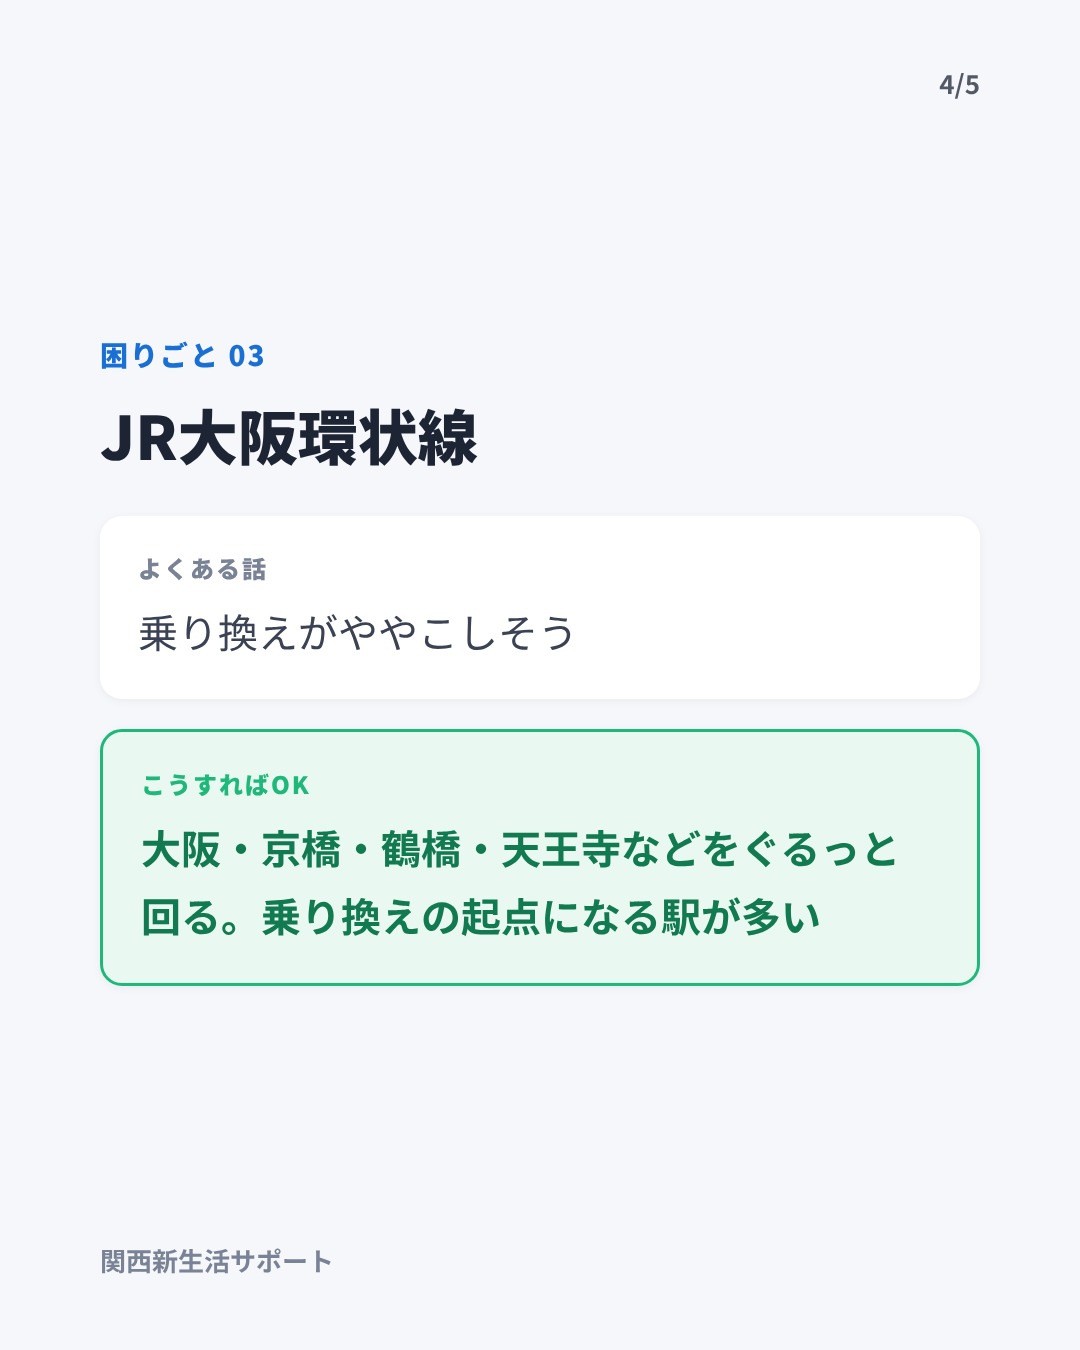 4/5
困りごと 03
JR大阪環状線
よくある話
乗り換えがややこしそう
こうすればOK
大阪・京橋・鶴橋・天王寺などをぐるっと
回る。乗り換えの起点になる駅が多い
関西新生活サポート